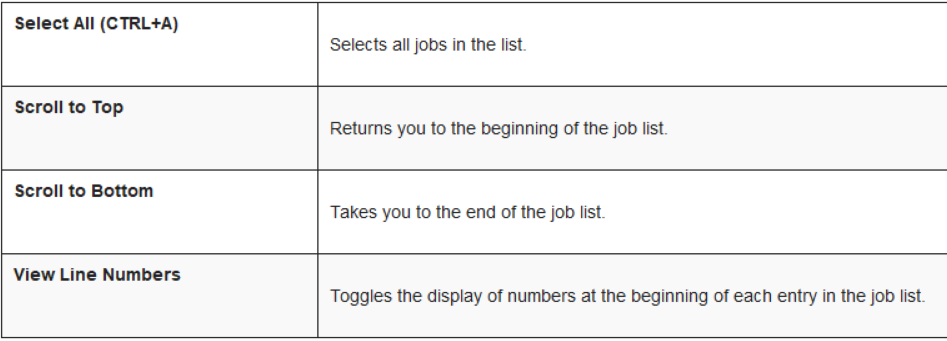 Select All (CTRL+A)
Selects all jobs in the list.
Scroll to Top
Returns you to the beginning of the job list.
Scroll to Bottom
Takes you to the end of the job list.
View Line Numbers
Toggles the display of numbers at the beginning of each entry in the job list.